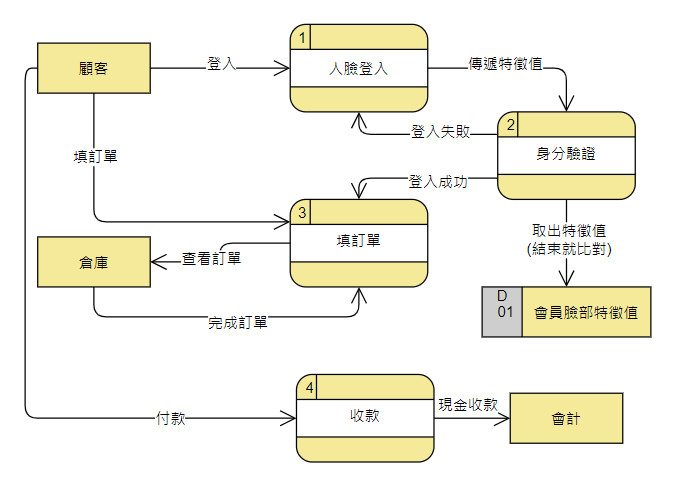 1
顧客
登入
人臉登入
傳遞特徵值
登入失敗
2
身分驗證
填訂單
登入成功
3
填訂單
取出特徵值
(結束就比對)
查看訂單
倉庫
D
01
會員臉部特徵值
完成訂單
4
付款
收款
現金收款
會計